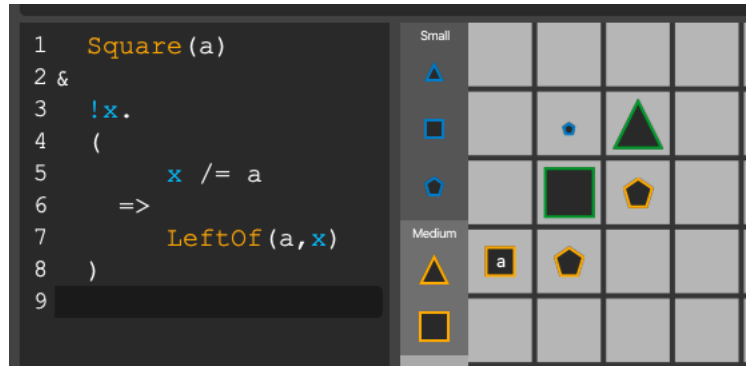 1 Square(a)
2 &
3 !x.
4 (
5 x /= a
6 =>
7 LeftOf(a,x)
8 )
9
Small
Medium
a